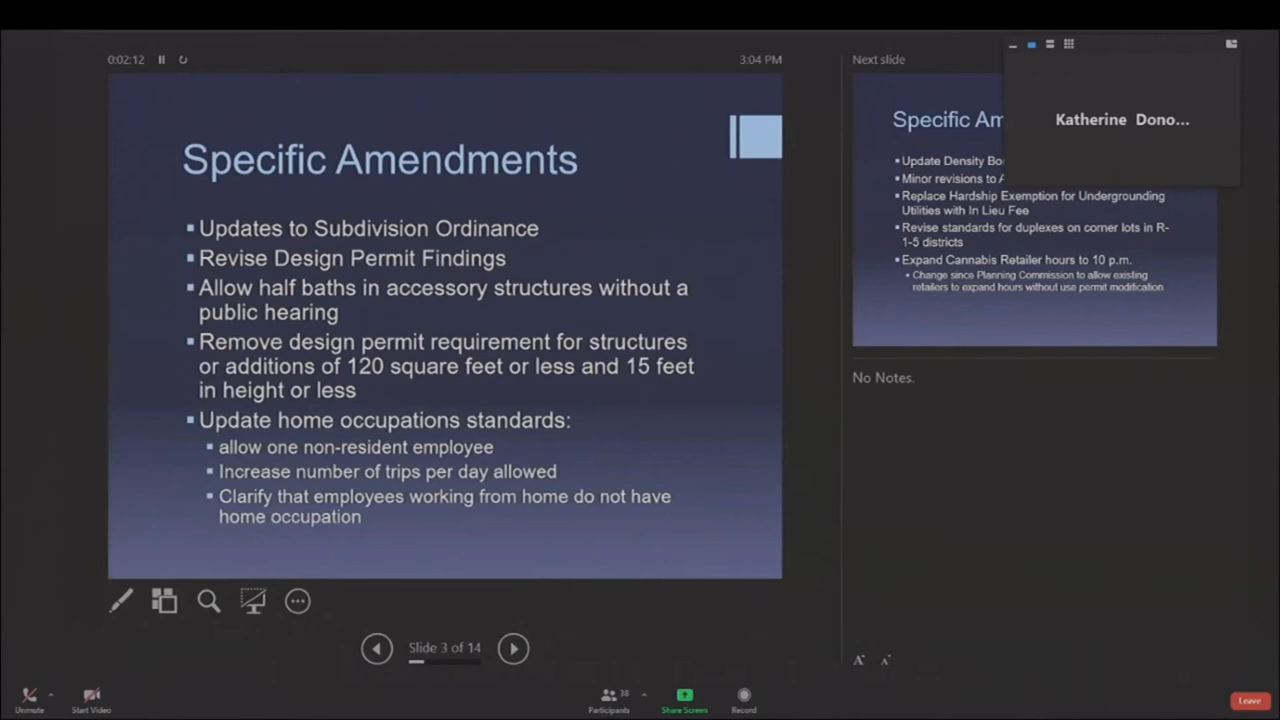 0:02:12
3:04 PM
Specific Amendments
▪Updates to Subdivision Ordinance
▪Revise Design Permit Findings
▪Allow half baths in accessory structures without a
public hearing
▪Remove design permit requirement for structures
or additions of 120 square feet or less and 15 feet
in height or less
▪Update home occupations standards:
▪allow one non-resident employee
▪Increase number of trips per day allowed
▪Clarify that employees working from home do not have
home occupation
Slide 3 of 14
Next slide
Katherine Dono...
Specific Am
▪Update Density Bo
▪Minor revisions to A
▪Replace Hardship Exemption for Undergrounding
Utilities with In Lieu Fee
▪Revise standards for duplexes on corner lots in R-
1-5 districts
▪Expand Cannabis Retailer hours to 10 p.m.
▪Change since Planning Commission to allow existing
retailers to expand hours without use permit modification
No Notes.
A A
Unmute
Start Video
38
Participants
Share Screen
Record
Leave